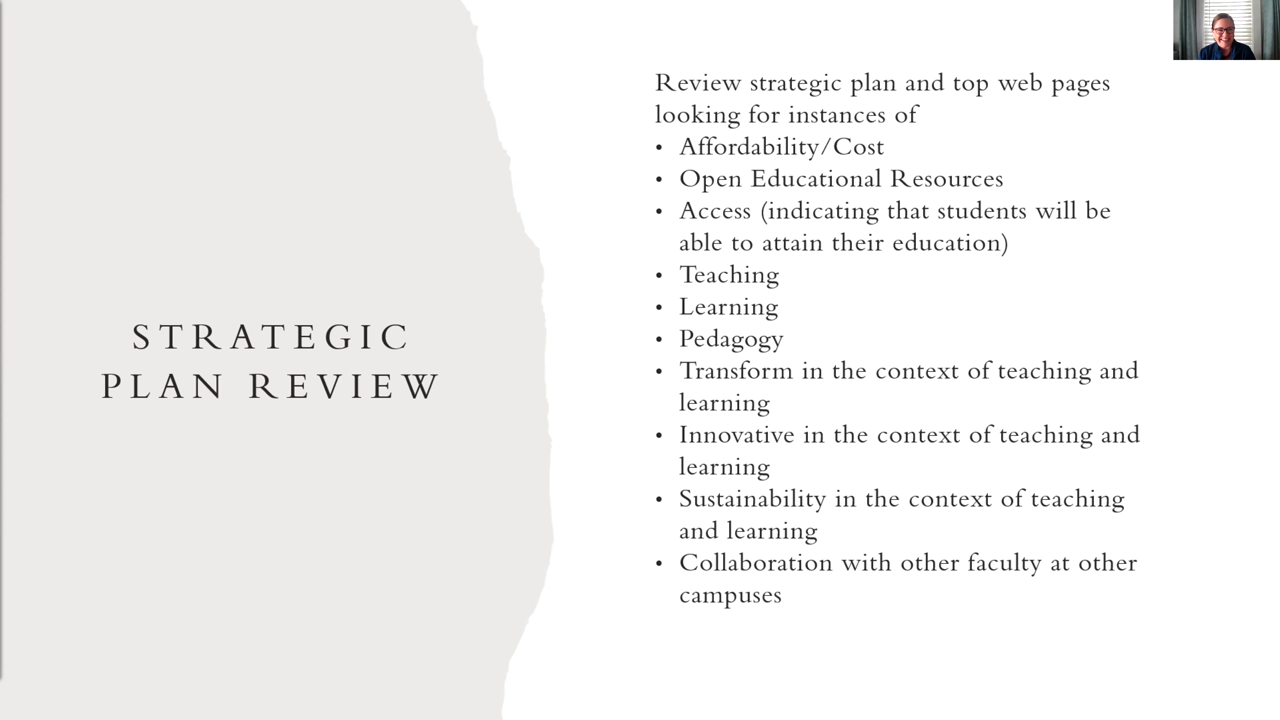 STRATEGIC
PLAN REVIEW
Review strategic plan and top web pages
looking for instances of
• Affordability/Cost
• Open Educational Resources
• Access (indicating that students will be
able to attain their education)
• Teaching
• Learning
• Pedagogy
• Transform in the context of teaching and
learning
• Innovative in the context of teaching and
learning
• Sustainability in the context of teaching
and learning
• Collaboration with other faculty at other
campuses